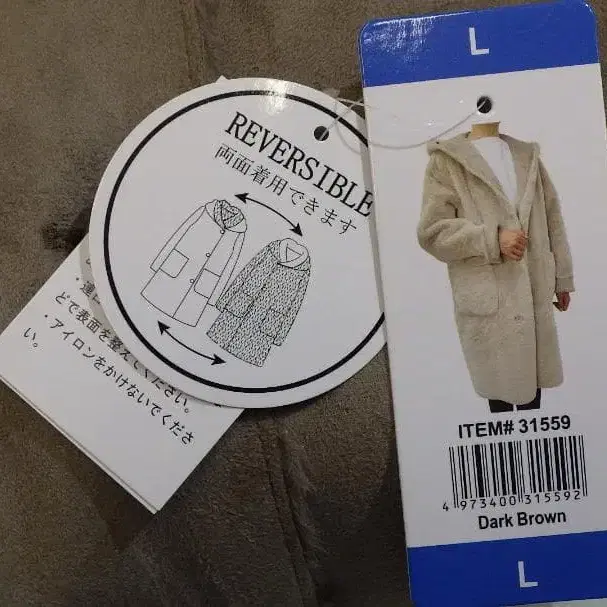 L
REVERSIBLE
両面着用できます
どで表面を整えてください。
・アイロンをかけないでくださ
い。
ITEM# 31559
4 973400 315592
Dark Brown
L